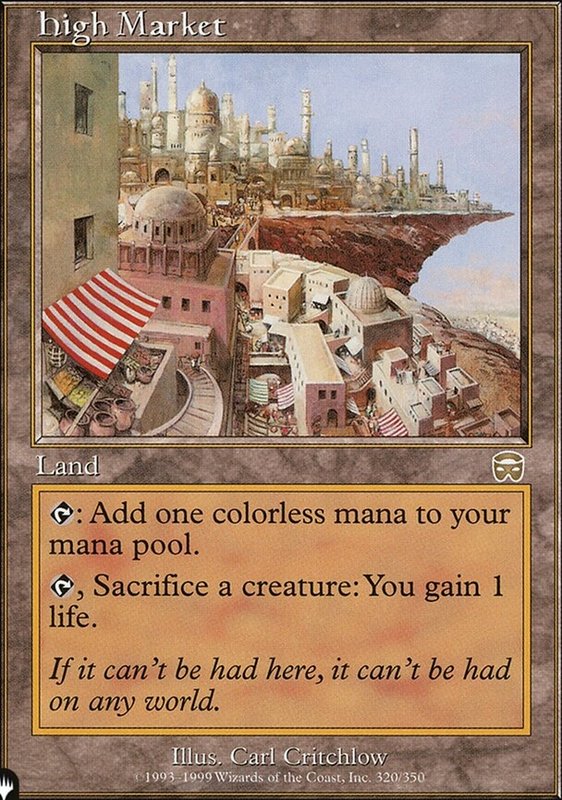 High Market
Land
: Add one colorless mana to your
mana pool.
, Sacrifice a creature: You gain 1
life.
If it can't be had here, it can't be had
on any world.
Illus. Carl Critchlow
©1993-1999 Wizards of the Coast, Inc. 320/350